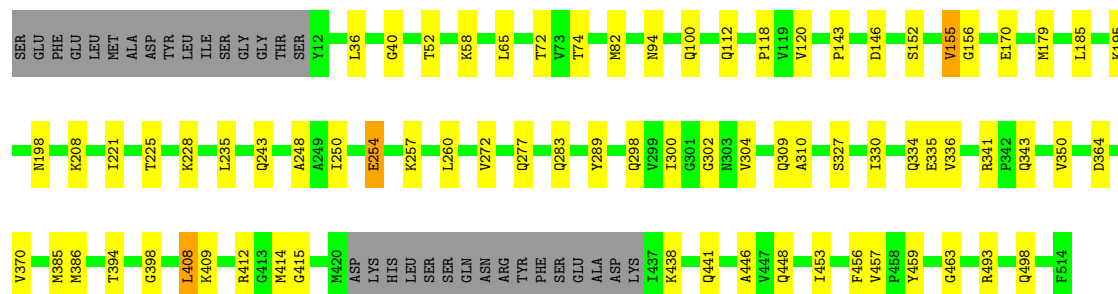 SER GLU PHE GLU LEU MET ALA ASP TYR LEU ILE SER GLY GLY THR SER Y12 L36 G40 T52 K58 L65 T72 V73 T74 M82 N94 Q100 Q112 P118 V119 V120 P143 D146 S152 V155 G156 E170 M179 L185 K195
N198 K208 I221 T225 K228 L235 Q243 A248 A249 I250 E254 K257 L260 V272 Q277 Q283 Y289 Q298 V299 I300 G301 G302 N303 V304 Q309 A310 S327 I330 Q334 E335 V336 R341 P342 Q343 V350 D364
V370 M385 M386 T394 G398 L408 K409 R412 G413 M414 G415 M420 ASP LYS HIS LEU SER SER GLN ASN ARG TYR PHE SER GLU ALA ASP LYS I437 K438 Q441 A446 V447 Q448 I453 F456 V457 P458 Y459 G463 R493 Q498 F514